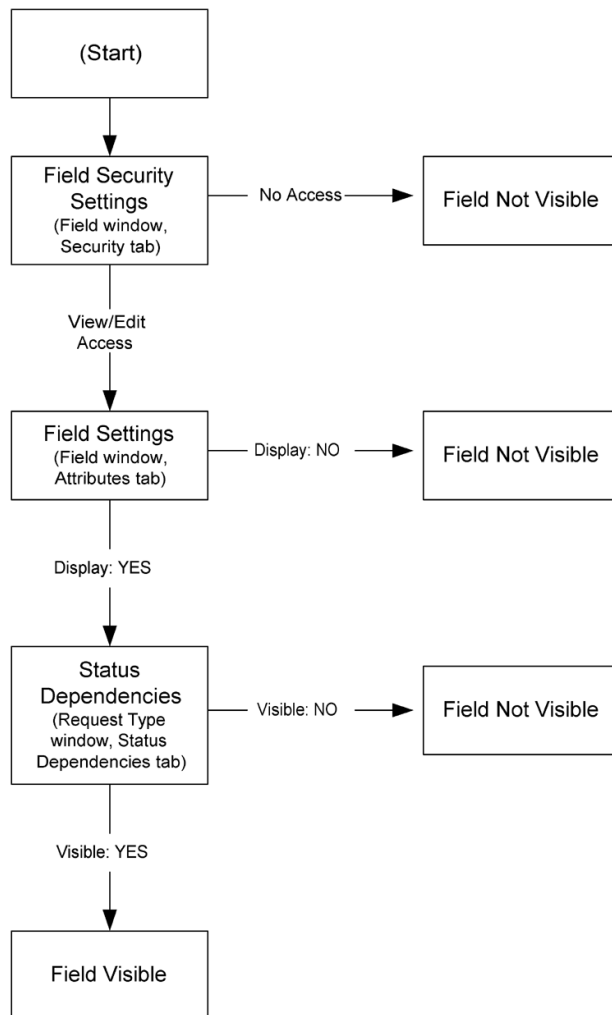 (Start)
Field Security
Settings
(Field window,
Security tab)
No Access
Field Not Visible
View/Edit
Access
Field Settings
(Field window,
Attributes tab)
Display: NO
Field Not Visible
Display: YES
Status
Dependencies
(Request Type
window, Status
Dependencies tab)
Visible: NO
Field Not Visible
Visible: YES
Field Visible